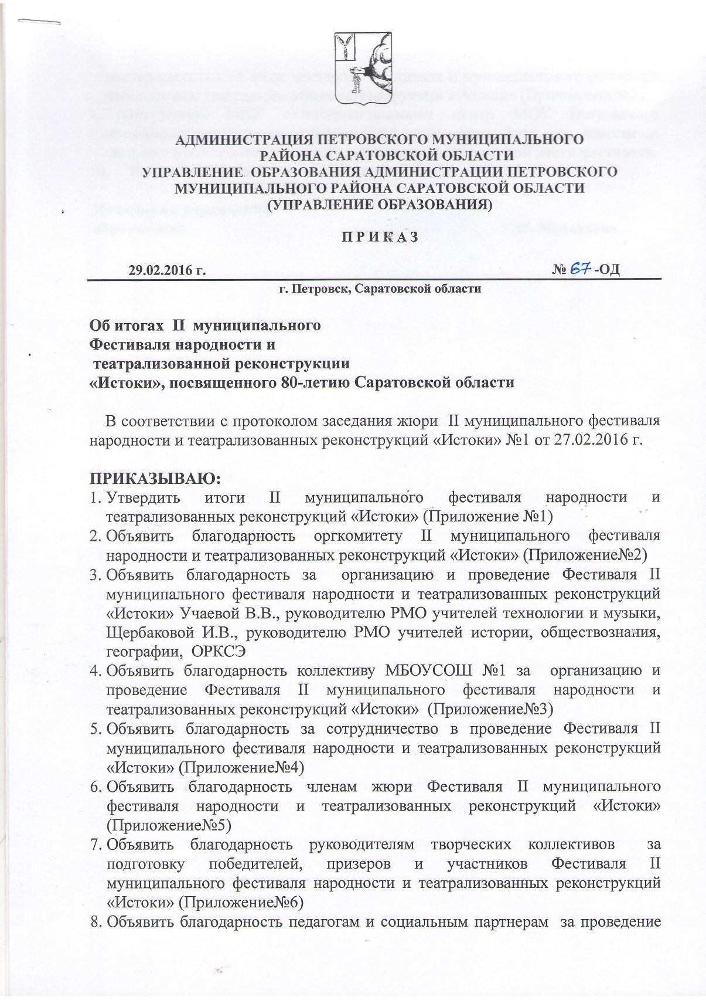 АДМИНИСТРАЦИЯ ПЕТРОВСКОГО МУНИЦИПАЛЬНОГО
РАЙОНА САРАТОВСКОЙ ОБЛАСТИ
УПРАВЛЕНИЕ ОБРАЗОВАНИЯ АДМИНИСТРАЦИИ ПЕТРОВСКОГО
МУНИЦИПАЛЬНОГО РАЙОНА САРАТОВСКОЙ ОБЛАСТИ
(УПРАВЛЕНИЕ ОБРАЗОВАНИЯ)
П Р И К А З
29.02.2016 г. № 67 -ОД
г. Петровск, Саратовской области
Об итогах II муниципального
Фестиваля народности и
театрализованной реконструкции
«Истоки», посвященного 80-летию Саратовской области
В соответствии с протоколом заседания жюри II муниципального фестиваля
народности и театрализованных реконструкций «Истоки» №1 от 27.02.2016 г.
ПРИКАЗЫВАЮ:
1. Утвердить итоги II муниципального фестиваля народности и
театрализованных реконструкций «Истоки» (Приложение №1)
2. Объявить благодарность оргкомитету II муниципального фестиваля
народности и театрализованных реконструкций «Истоки» (Приложение№2)
3. Объявить благодарность за организацию и проведение Фестиваля II
муниципального фестиваля народности и театрализованных реконструкций
«Истоки» Учаевой В.В., руководителю РМО учителей технологии и музыки,
Щербаковой И.В., руководителю РМО учителей истории, обществознания,
географии, ОРКСЭ
4. Объявить благодарность коллективу МБОУСОШ №1 за организацию и
проведение Фестиваля II муниципального фестиваля народности и
театрализованных реконструкций «Истоки» (Приложение№3)
5. Объявить благодарность за сотрудничество в проведение Фестиваля II
муниципального фестиваля народности и театрализованных реконструкций
«Истоки» (Приложение№4)
6. Объявить благодарность членам жюри Фестиваля II муниципального
фестиваля народности и театрализованных реконструкций «Истоки»
(Приложение№5)
7. Объявить благодарность руководителям творческих коллективов за
подготовку победителей, призеров и участников Фестиваля II
муниципального фестиваля народности и театрализованных реконструкций
«Истоки» (Приложение№6)
8. Объявить благодарность педагогам и социальным партнерам за проведение